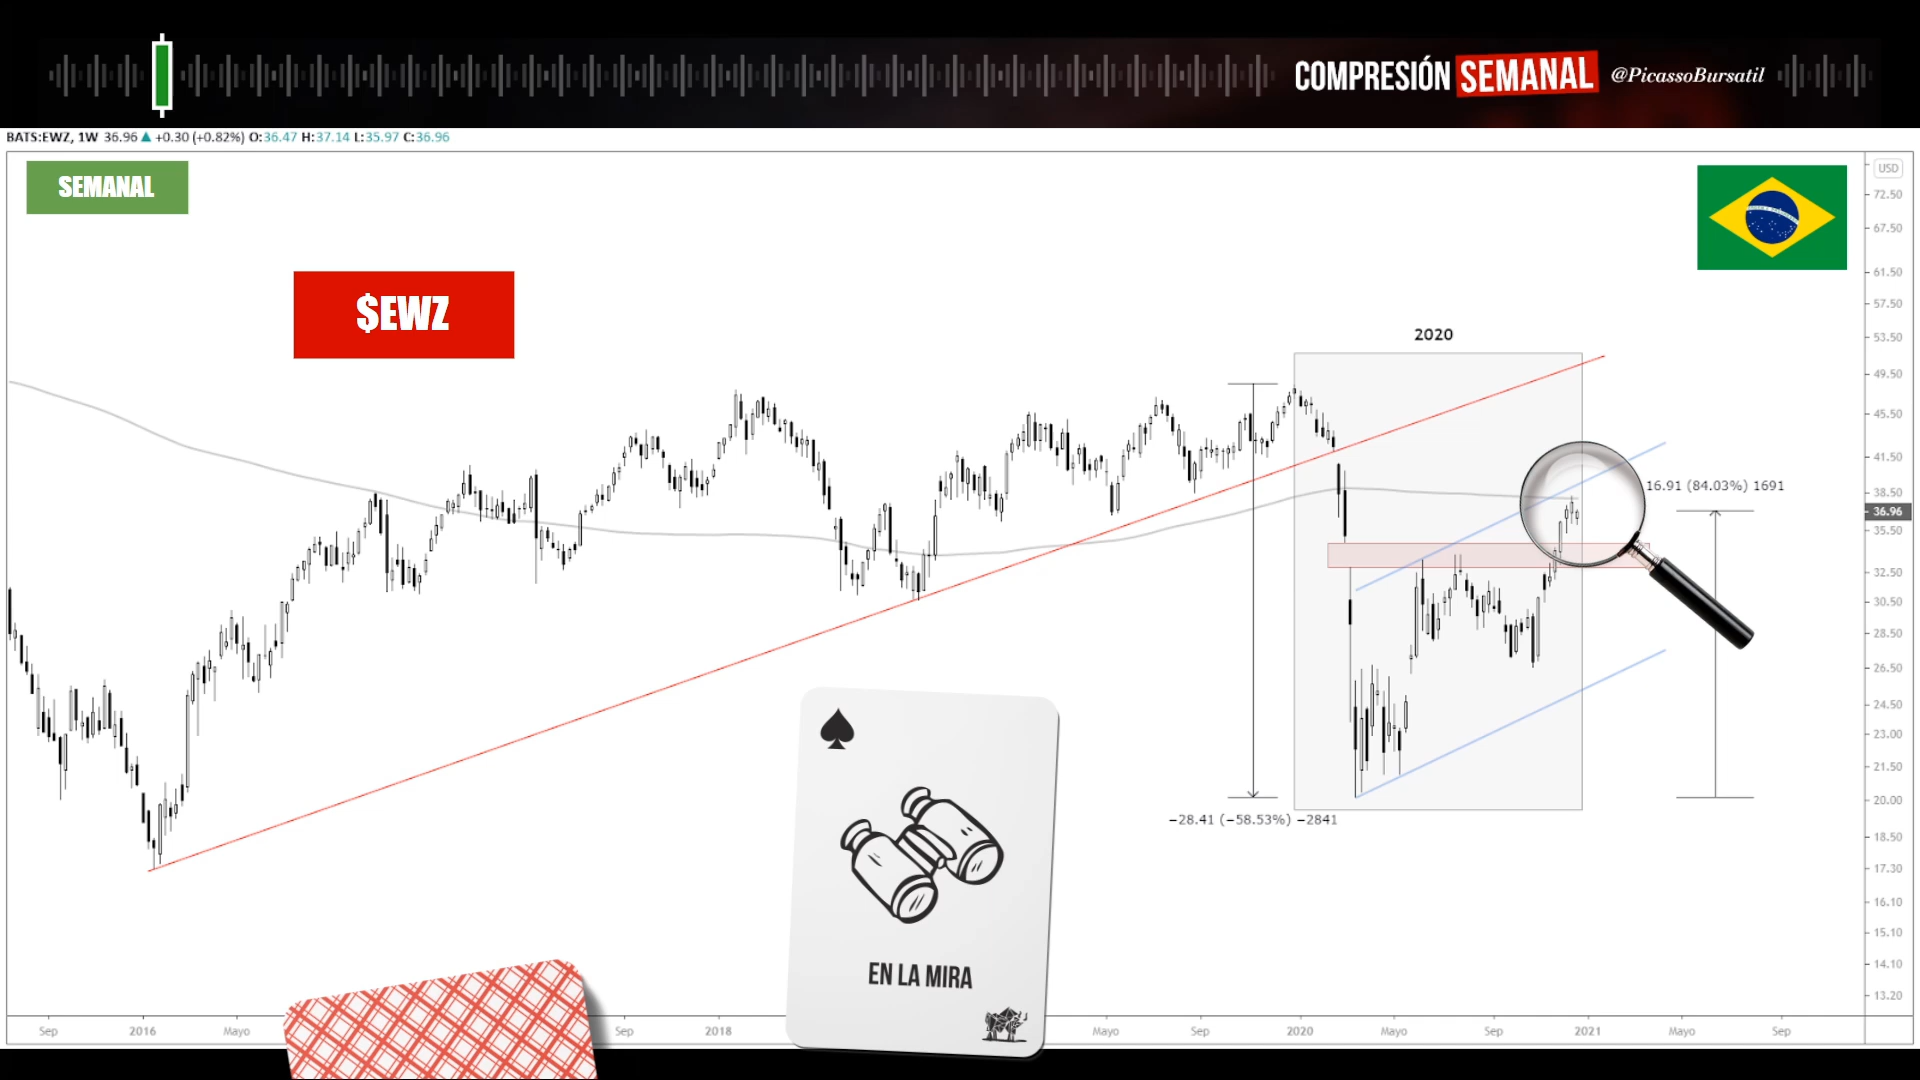 COMPRESIÓN SEMANAL @PicassoBursatil
BATS:EWZ, 1W 36.96 ▲ +0.30 (+0.82%) O:36.47 H:37.14 L:35.97 C:36.96
SEMANAL
USD
$EWZ
2020
72.50
67.50
61.50
57.50
53.50
49.50
45.50
41.50
38.50
36.96
35.50
32.50
30.50
28.50
26.50
24.50
23.00
21.50
20.00
18.50
17.30
16.10
15.10
14.10
13.20
16.91 (84.03%) 1691
−28.41 (−58.53%) −2841
EN LA MIRA
Sep
2016
Mayo
Sep
2018
Mayo
Sep
2020
Mayo
Sep
2021
Mayo
Sep